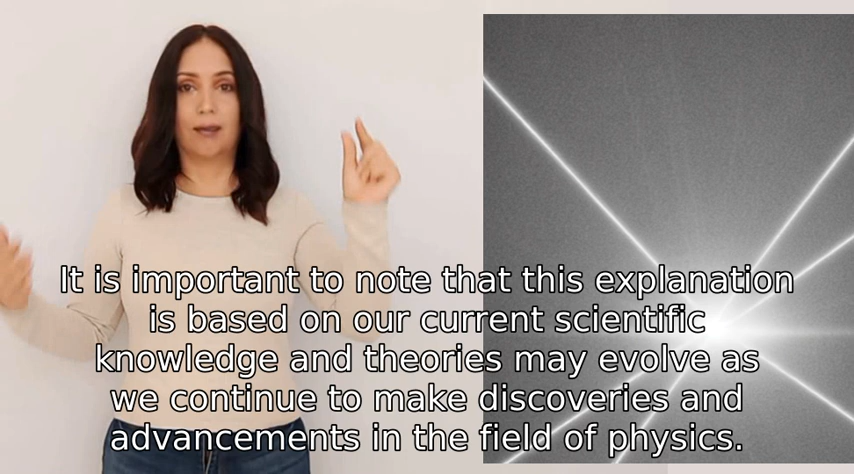 It is important to note that this explanation
is based on our current scientific
knowledge and theories may evolve as
we continue to make discoveries and
advancements in the field of physics.